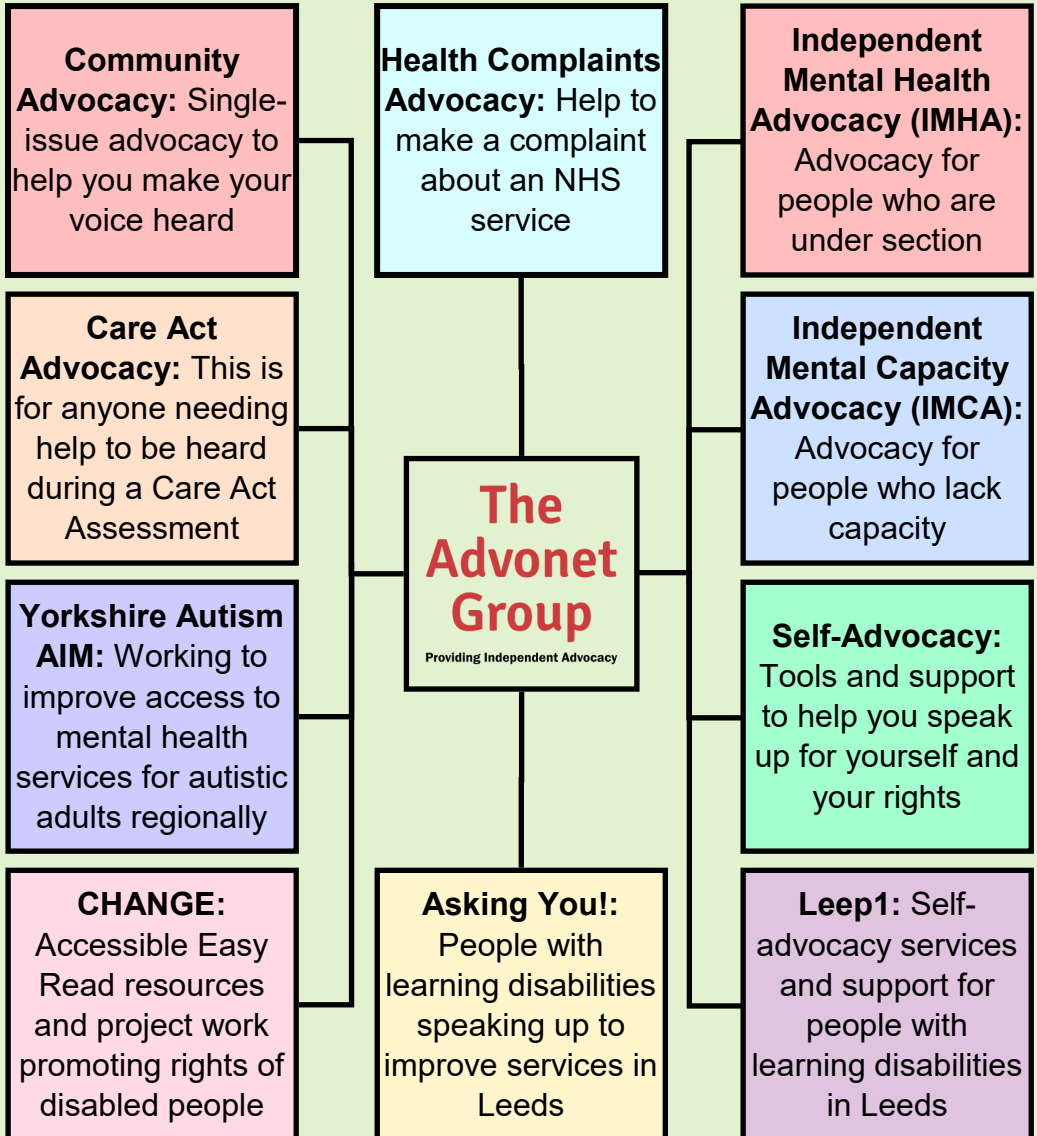 Community
Advocacy: Single-
issue advocacy to
help you make your
voice heard
Health Complaints
Advocacy: Help to
make a complaint
about an NHS
service
Independent
Mental Health
Advocacy (IMHA):
Advocacy for
people who are
under section
Care Act
Advocacy: This is
for anyone needing
help to be heard
during a Care Act
Assessment
Independent
Mental Capacity
Advocacy (IMCA):
Advocacy for
people who lack
capacity
The
Advonet
Group
Providing Independent Advocacy
Yorkshire Autism
AIM: Working to
improve access to
mental health
services for autistic
adults regionally
Self-Advocacy:
Tools and support
to help you speak
up for yourself and
your rights
CHANGE:
Accessible Easy
Read resources
and project work
promoting rights of
disabled people
Asking You!:
People with
learning disabilities
speaking up to
improve services in
Leeds
Leep1: Self-
advocacy services
and support for
people with
learning disabilities
in Leeds